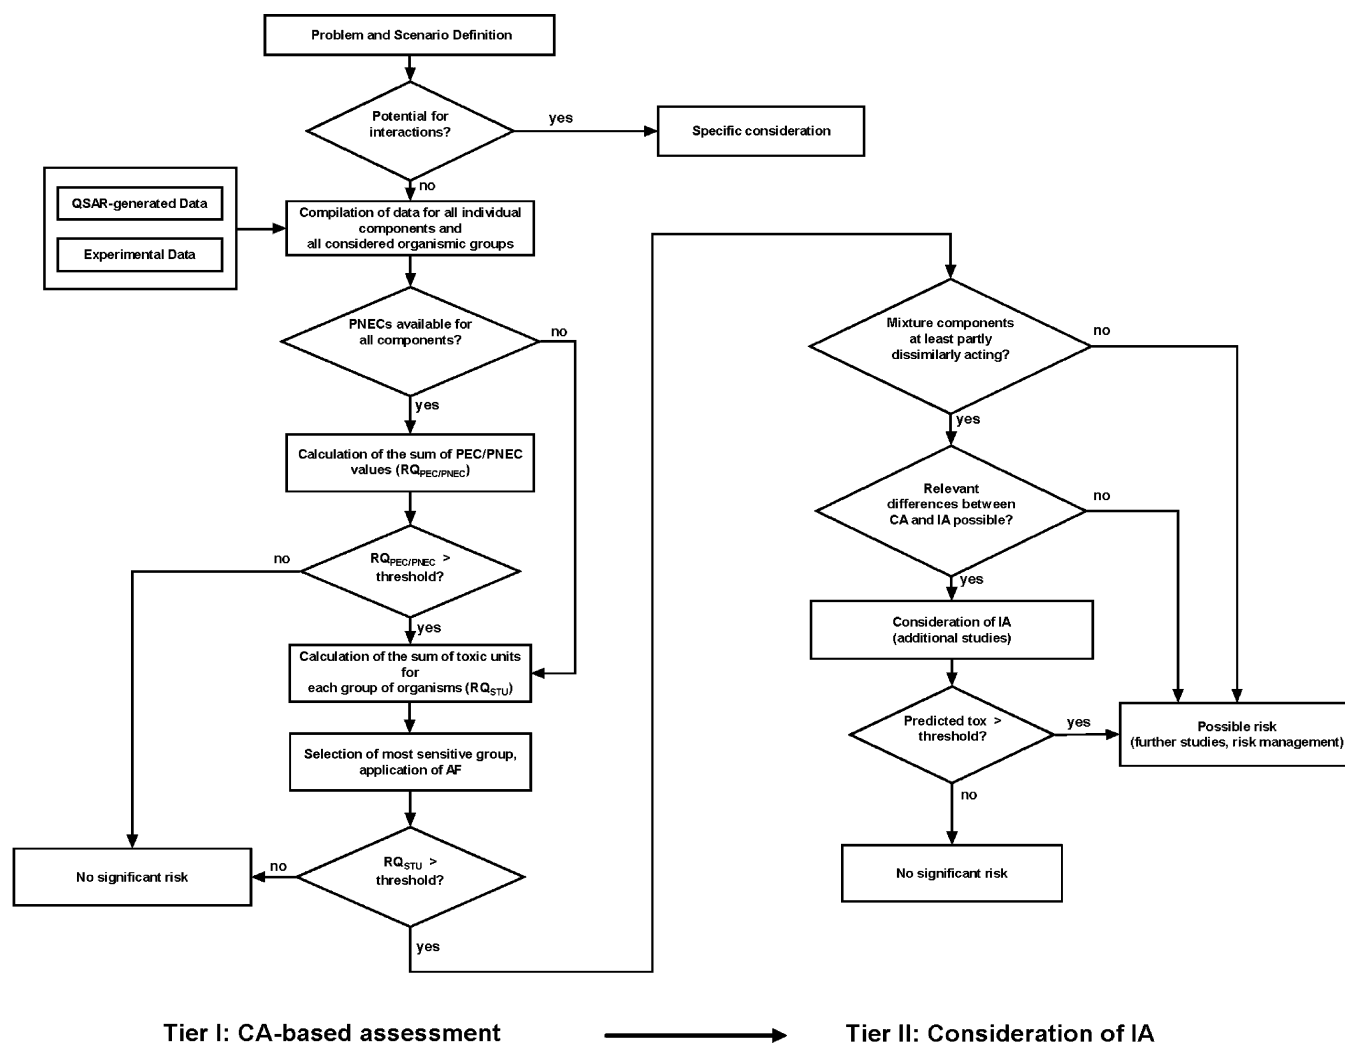 Problem and Scenario Definition
Potential for
interactions?
yes
Specific consideration
no
QSAR-generated Data
Experimental Data
Compilation of data for all individual
components and
all considered organismic groups
PNECs available for
all components?
no
yes
Calculation of the sum of PEC/PNEC
values (RQPEC/PNEC)
RQPEC/PNEC >
threshold?
no
yes
Calculation of the sum of toxic units
for
each group of organisms (RQSTU)
Selection of most sensitive group,
application of AF
RQSTU >
threshold?
no
No significant risk
yes
Mixture components
at least partly
dissimilarly acting?
no
yes
Relevant
differences between
CA and IA possible?
no
yes
Consideration of IA
(additional studies)
Predicted tox >
threshold?
yes
Possible risk
(further studies, risk management)
no
No significant risk
Tier I: CA-based assessment
Tier II: Consideration of IA